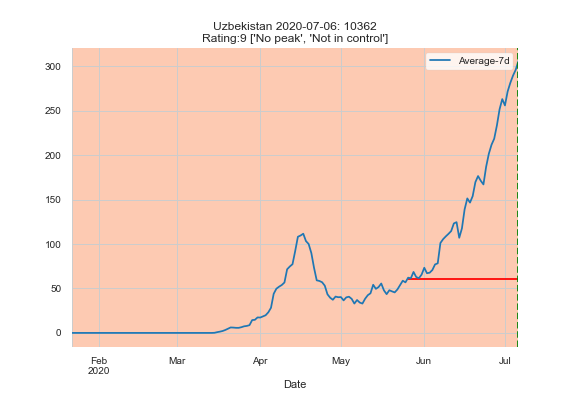 Uzbekistan 2020-07-06: 10362
Rating:9 ['No peak', 'Not in control']
Average-7d
300
250
200
150
100
50
0
Feb Mar Apr May Jun Jul
2020
Date